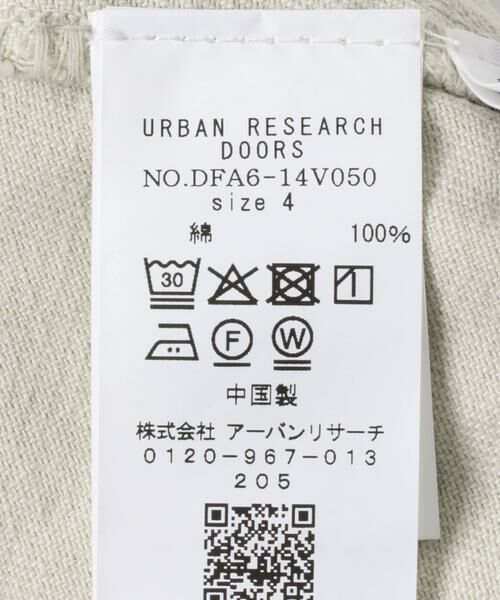 URBAN RESEARCH
DOORS
NO.DFA6-14V050
size 4
綿 100%
30
F W
中国製
株式会社 アーバンリサーチ
0120-967-013
205